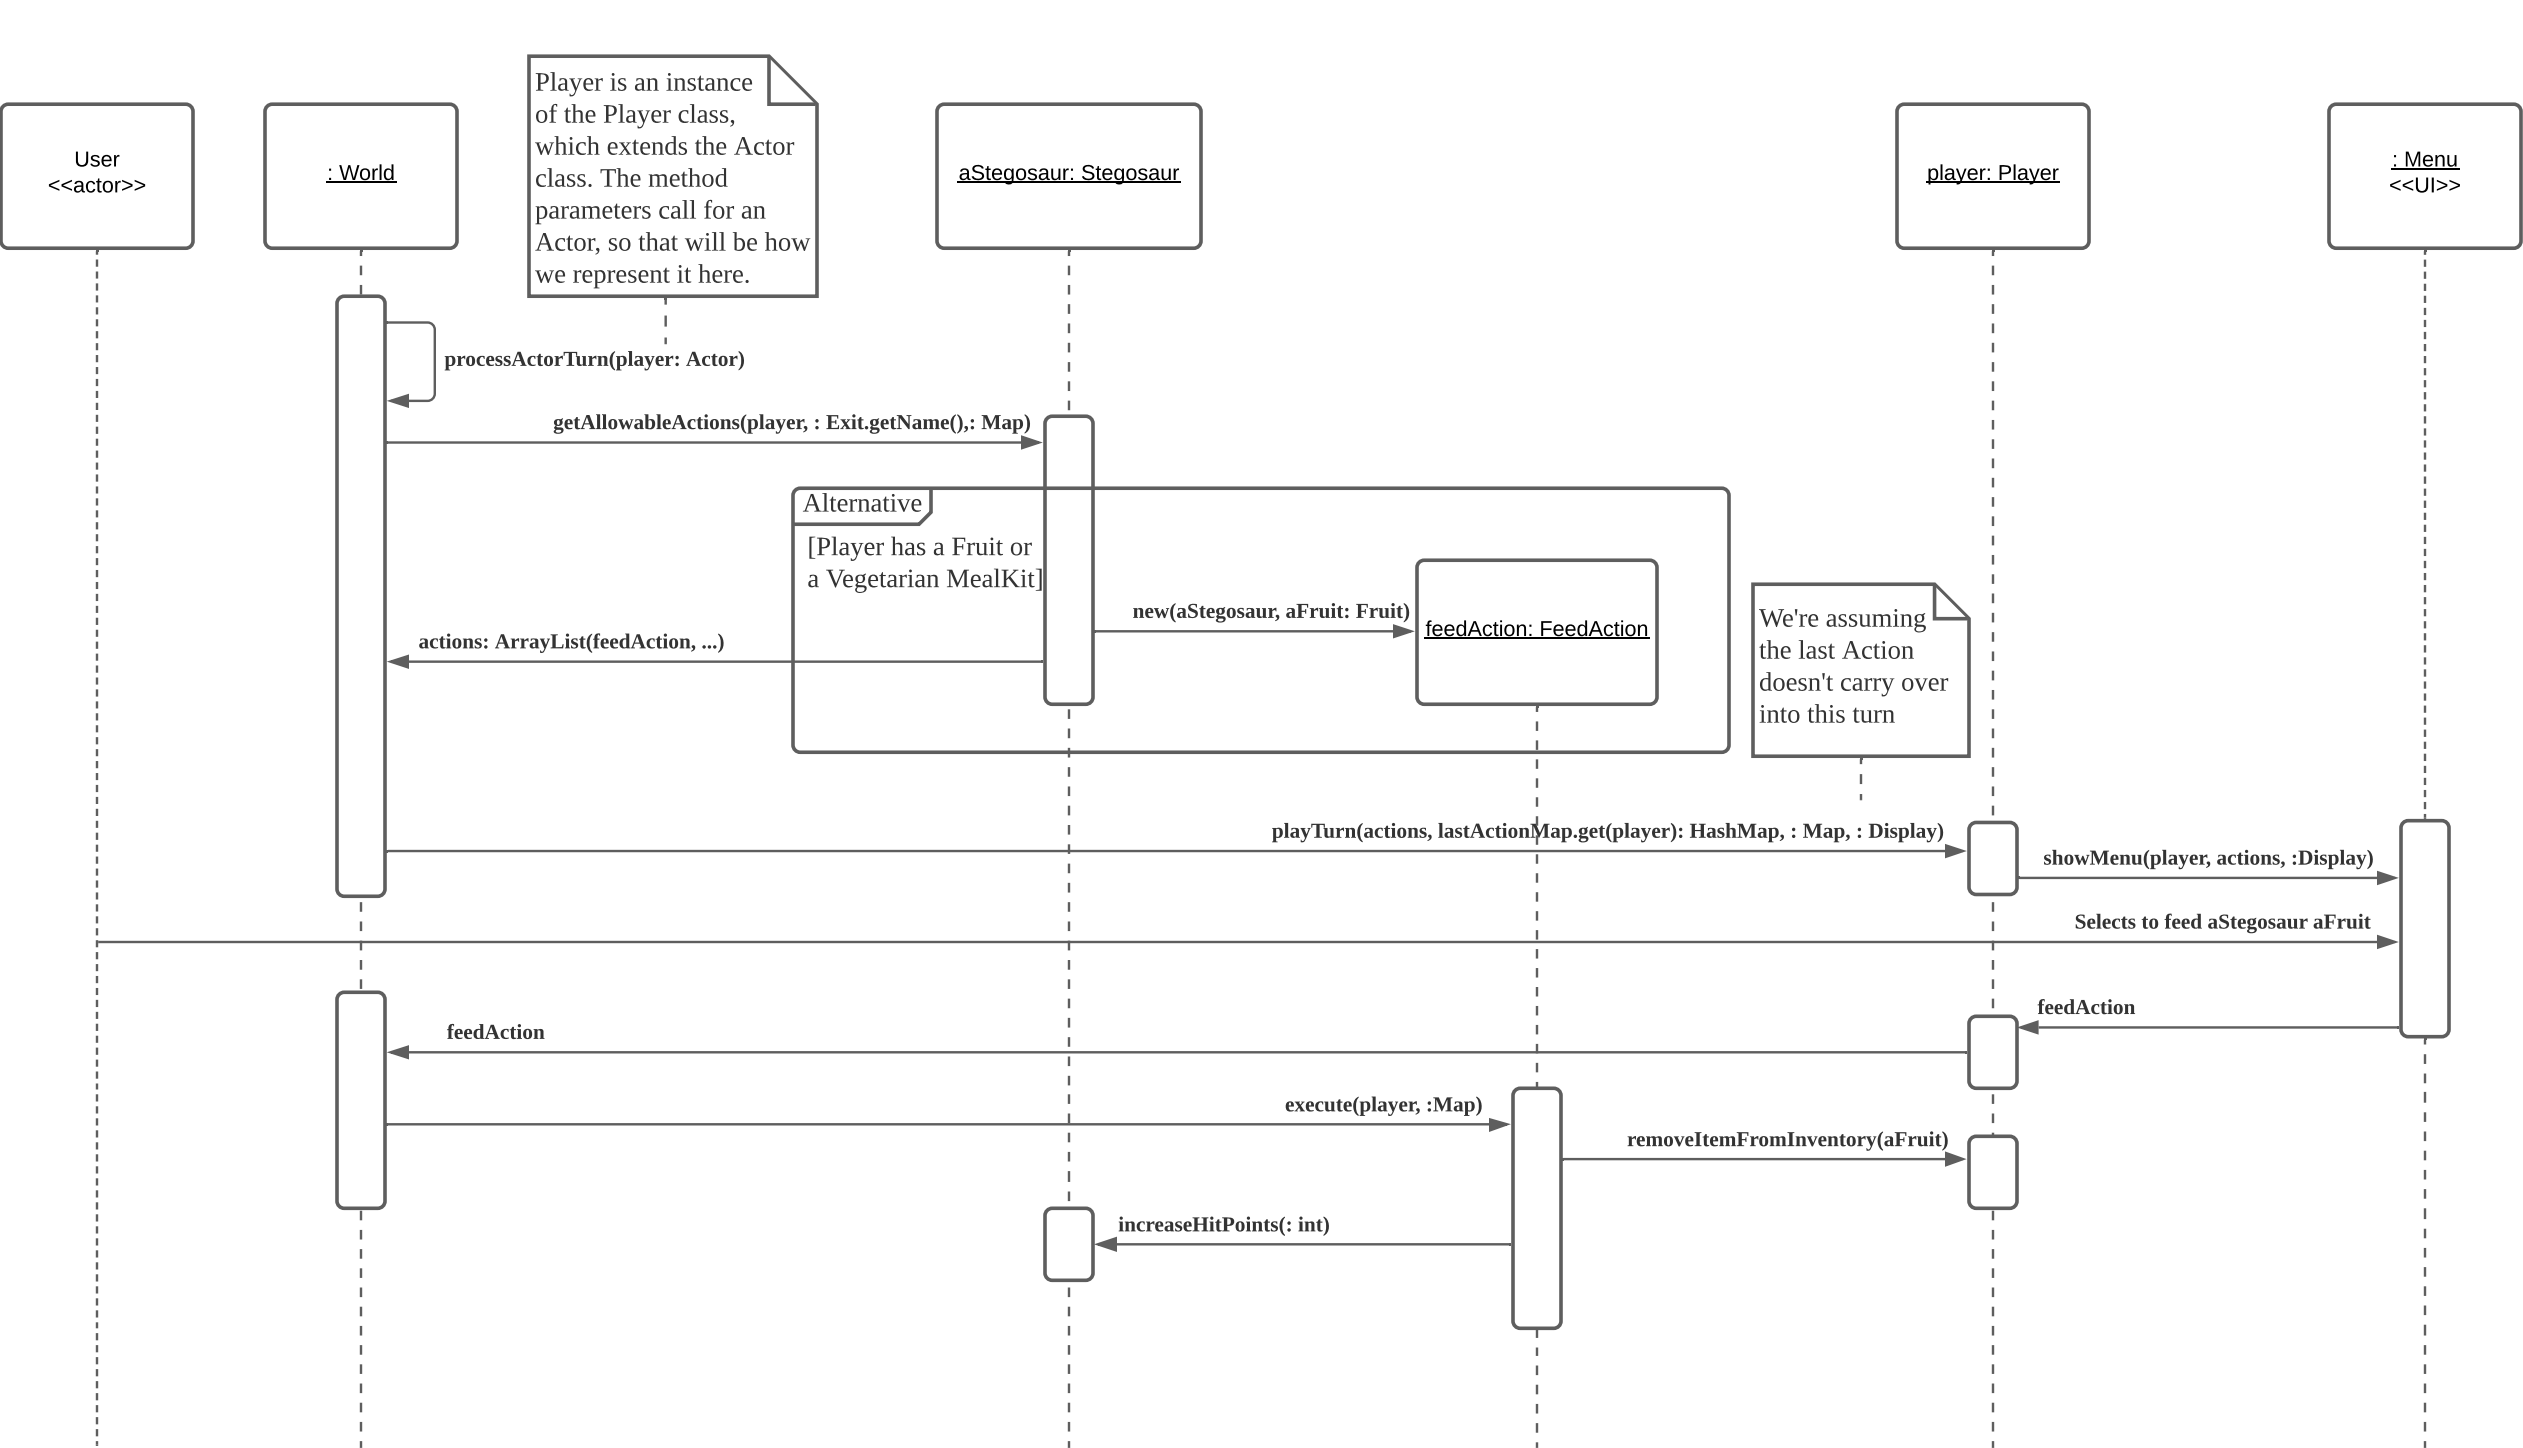 Player is an instance
of the Player class,
which extends the Actor
class. The method
parameters call for an
Actor, so that will be how
we represent it here.
User
<<actor>>
: World
aStegosaur: Stegosaur
player: Player
: Menu
<<UI>>
processActorTurn(player: Actor)
getAllowableActions(player, : Exit.getName(),: Map)
Alternative
[Player has a Fruit or
a Vegetarian MealKit]
new(aStegosaur, aFruit: Fruit)
feedAction: FeedAction
We're assuming
the last Action
doesn't carry over
into this turn
actions: ArrayList(feedAction, ...)
playTurn(actions, lastActionMap.get(player): HashMap, : Map, : Display)
showMenu(player, actions, :Display)
Selects to feed aStegosaur aFruit
feedAction
feedAction
execute(player, :Map)
removeItemFromInventory(aFruit)
increaseHitPoints(: int)